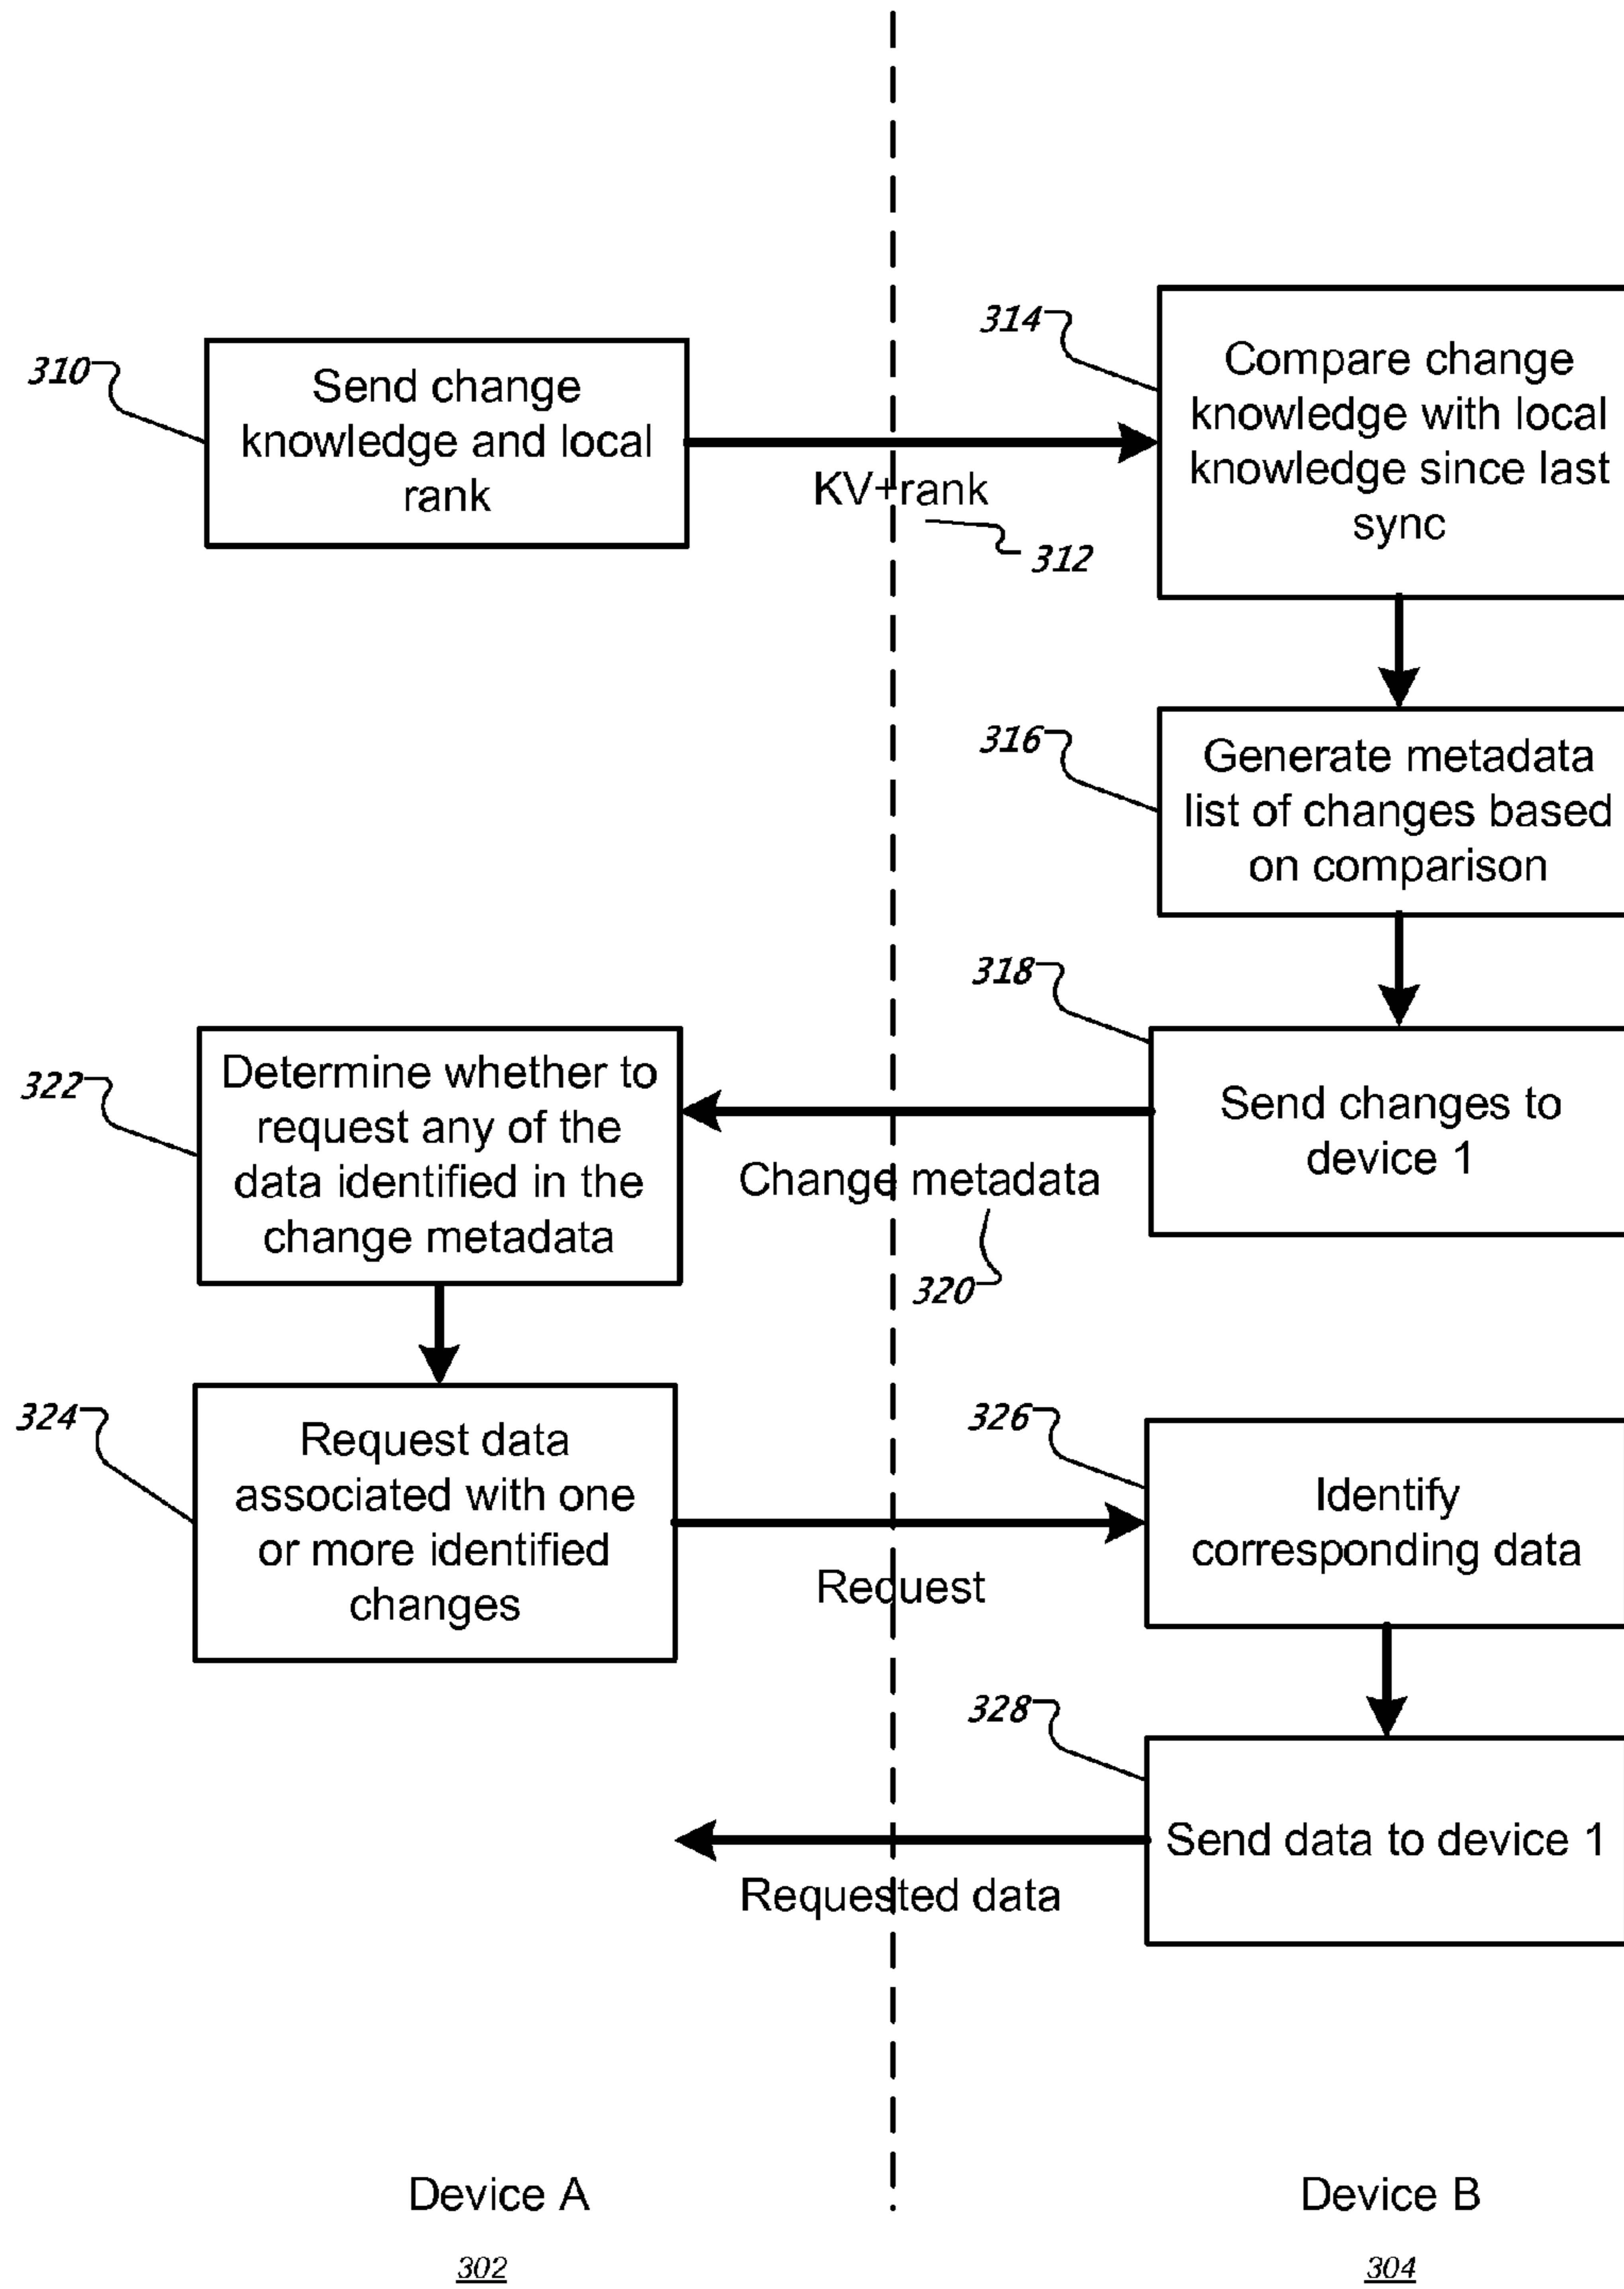 310
Send change
knowledge and local
rank
KV+rank
312
314
Compare change
knowledge with local
knowledge since last
sync
316
Generate metadata
list of changes based
on comparison
318
Send changes to
device 1
Change metadata
320
322
Determine whether to
request any of the
data identified in the
change metadata
324
Request data
associated with one
or more identified
changes
Request
326
Identify
corresponding data
328
Send data to device 1
Requested data
Device A
302
Device B
304